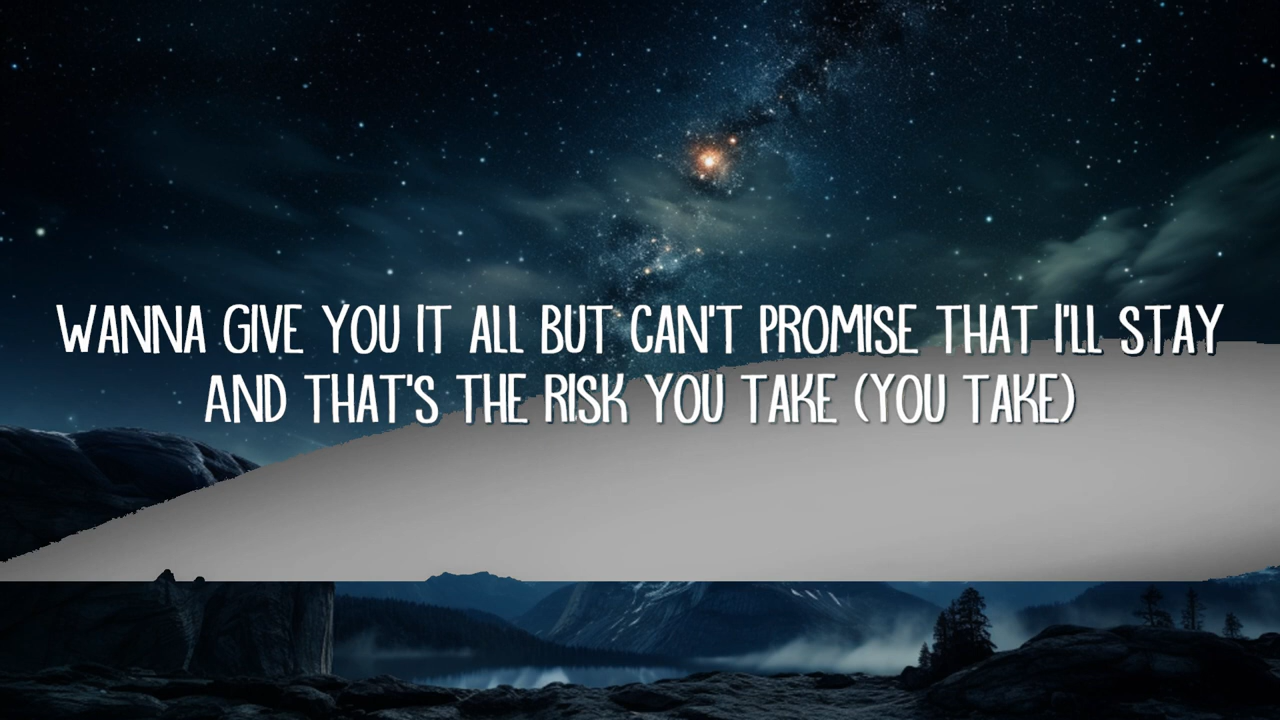 WANNA GIVE YOU IT ALL BUT CAN'T PROMISE THAT I'LL STAY
AND THAT'S THE RISK YOU TAKE (YOU TAKE)